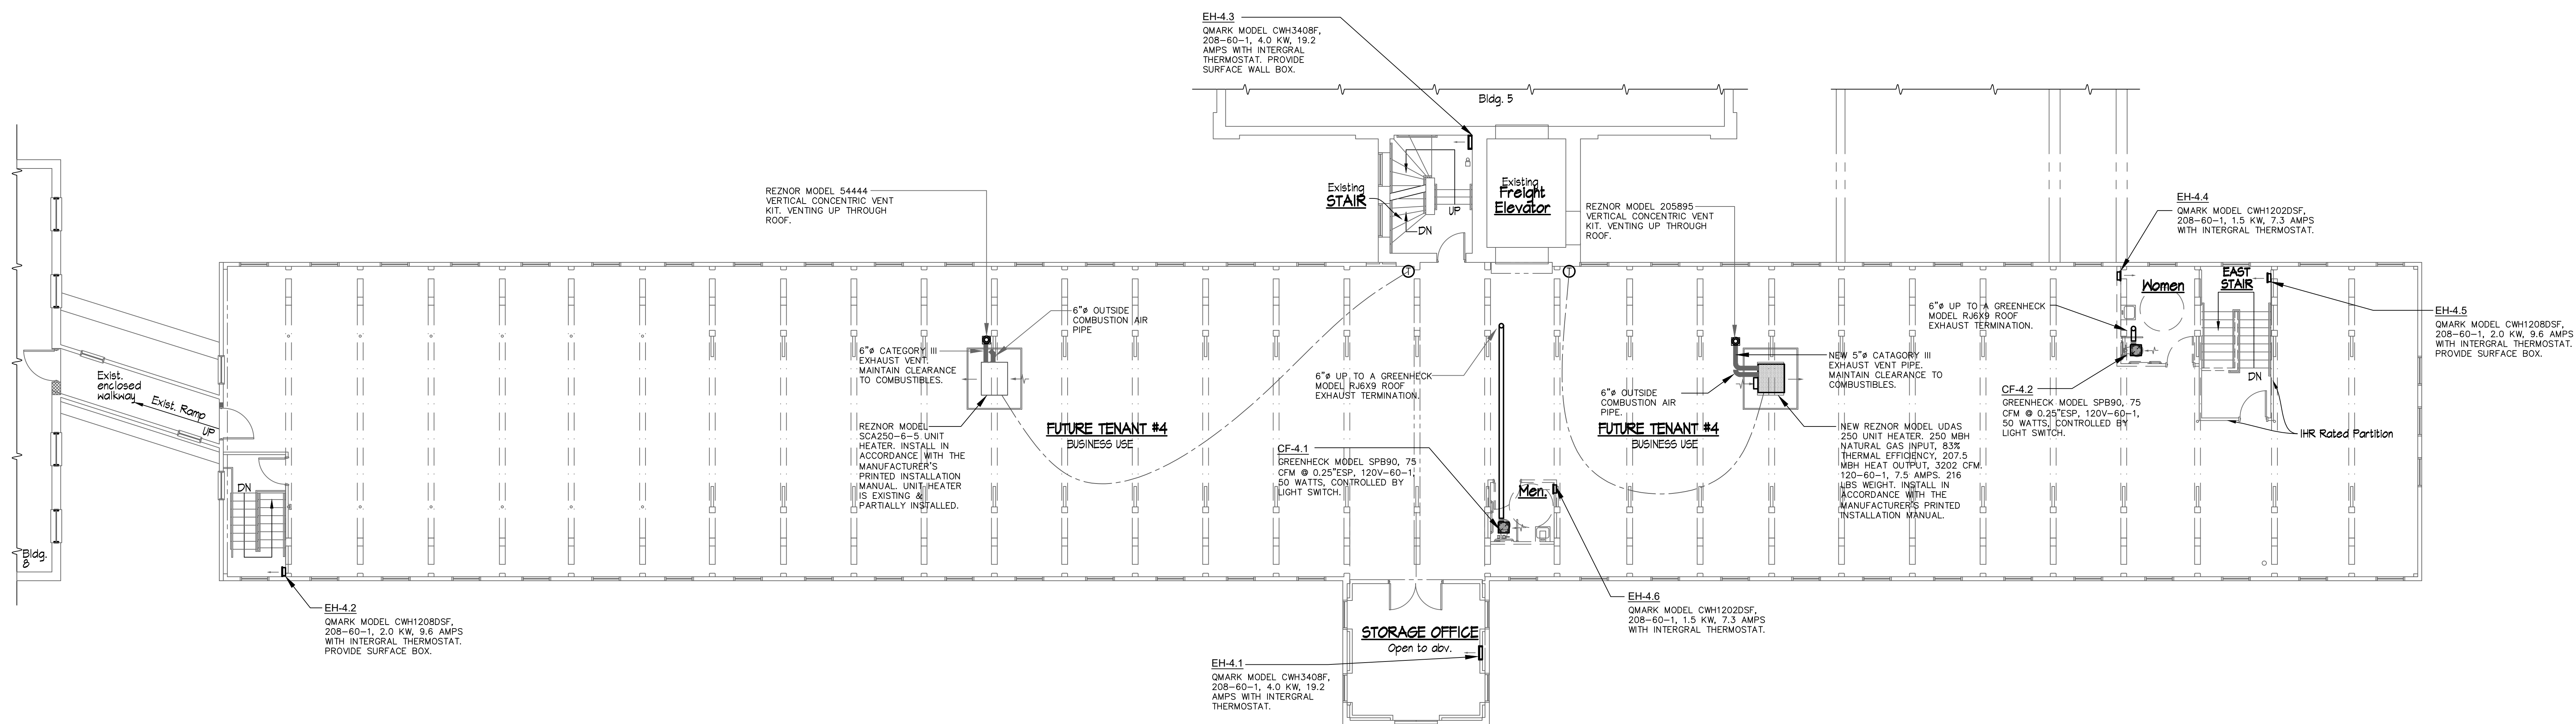 EH-4.3
QMARK MODEL CWH3408F,
208-60-1, 4.0 KW, 19.2
AMPS WITH INTERGRAL
THERMOSTAT. PROVIDE
SURFACE WALL BOX.
Bldg. 5
REZNOR MODEL 54444
VERTICAL CONCENTRIC VENT
KIT. VENTING UP THROUGH
ROOF.
Existing
STAIR
UP
DN
Existing
Freight
Elevator
REZNOR MODEL 205895
VERTICAL CONCENTRIC VENT
KIT. VENTING UP THROUGH
ROOF.
EH-4.4
QMARK MODEL CWH1202DSF,
208-60-1, 1.5 KW, 7.3 AMPS
WITH INTERGRAL THERMOSTAT.
T
T
Women
EAST
STAIR
DN
EH-4.5
QMARK MODEL CWH1208DSF,
208-60-1, 2.0 KW, 9.6 AMPS
WITH INTERGRAL THERMOSTAT.
PROVIDE SURFACE BOX.
6"ø OUTSIDE
COMBUSTION AIR
PIPE
6"ø CATEGORY III
EXHAUST VENT.
MAINTAIN CLEARANCE
TO COMBUSTIBLES.
6"ø UP TO A GREENHECK
MODEL RJ6X9 ROOF
EXHAUST TERMINATION.
6"ø OUTSIDE
COMBUSTION AIR
PIPE.
NEW 5"ø CATAGORY III
EXHAUST VENT PIPE.
MAINTAIN CLEARANCE TO
COMBUSTIBLES.
6"ø UP TO A GREENHECK
MODEL RJ6X9 ROOF
EXHAUST TERMINATION.
CF-4.2
GREENHECK MODEL SPB90, 75
CFM @ 0.25"ESP, 120V-60-1,
50 WATTS, CONTROLLED BY
LIGHT SWITCH.
1HR Rated Partition
Exist.
enclosed
walkway
Exist. Ramp
UP
REZNOR MODEL
SCA250-6-5 UNIT
HEATER. INSTALL IN
ACCORDANCE WITH THE
MANUFACTURER'S
PRINTED INSTALLATION
MANUAL. UNIT HEATER
IS EXISTING &
PARTIALLY INSTALLED.
FUTURE TENANT #4
BUSINESS USE
CF-4.1
GREENHECK MODEL SPB90, 75
CFM @ 0.25"ESP, 120V-60-1,
50 WATTS, CONTROLLED BY
LIGHT SWITCH.
Men.
FUTURE TENANT #4
BUSINESS USE
NEW REZNOR MODEL UDAS
250 UNIT HEATER. 250 MBH
NATURAL GAS INPUT, 83%
THERMAL EFFICIENCY, 207.5
MBH HEAT OUTPUT, 3202 CFM.
120-60-1, 7.5 AMPS. 216
LBS WEIGHT. INSTALL IN
ACCORDANCE WITH THE
MANUFACTURER'S PRINTED
INSTALLATION MANUAL.
DN
Bldg.
8
EH-4.2
QMARK MODEL CWH1208DSF,
208-60-1, 2.0 KW, 9.6 AMPS
WITH INTERGRAL THERMOSTAT.
PROVIDE SURFACE BOX.
EH-4.6
QMARK MODEL CWH1202DSF,
208-60-1, 1.5 KW, 7.3 AMPS
WITH INTERGRAL THERMOSTAT.
STORAGE OFFICE
Open to abv.
EH-4.1
QMARK MODEL CWH3408F,
208-60-1, 4.0 KW, 19.2
AMPS WITH INTERGRAL
THERMOSTAT.